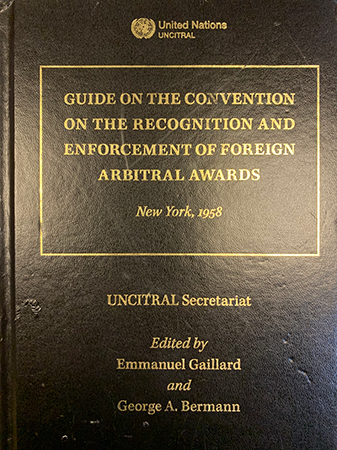 United Nations
UNCITRAL
GUIDE ON THE CONVENTION
ON THE RECOGNITION AND
ENFORCEMENT OF FOREIGN
ARBITRAL AWARDS
New York, 1958
UNCITRAL Secretariat
Edited by
Emmanuel Gaillard
and
George A. Bermann